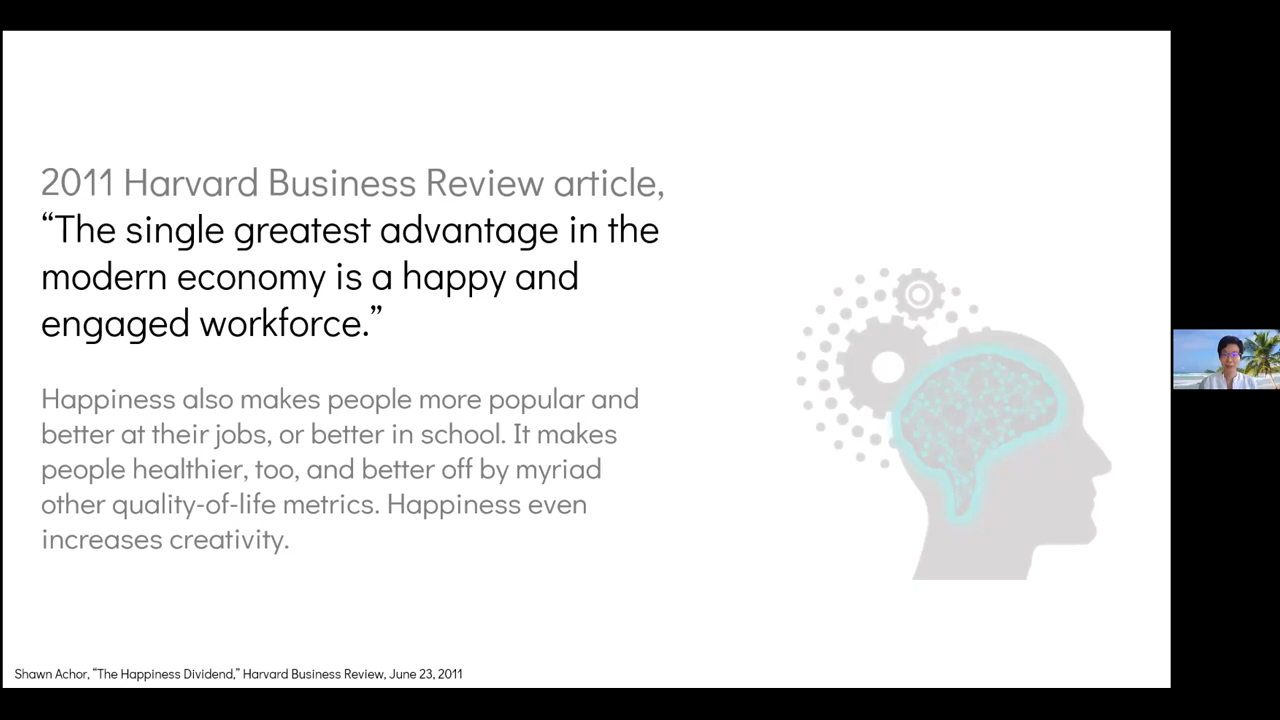 2011 Harvard Business Review article,
“The single greatest advantage in the
modern economy is a happy and
engaged workforce.”
Happiness also makes people more popular and
better at their jobs, or better in school. It makes
people healthier, too, and better off by myriad
other quality-of-life metrics. Happiness even
increases creativity.
Shawn Achor, “The Happiness Dividend,” Harvard Business Review, June 23, 2011